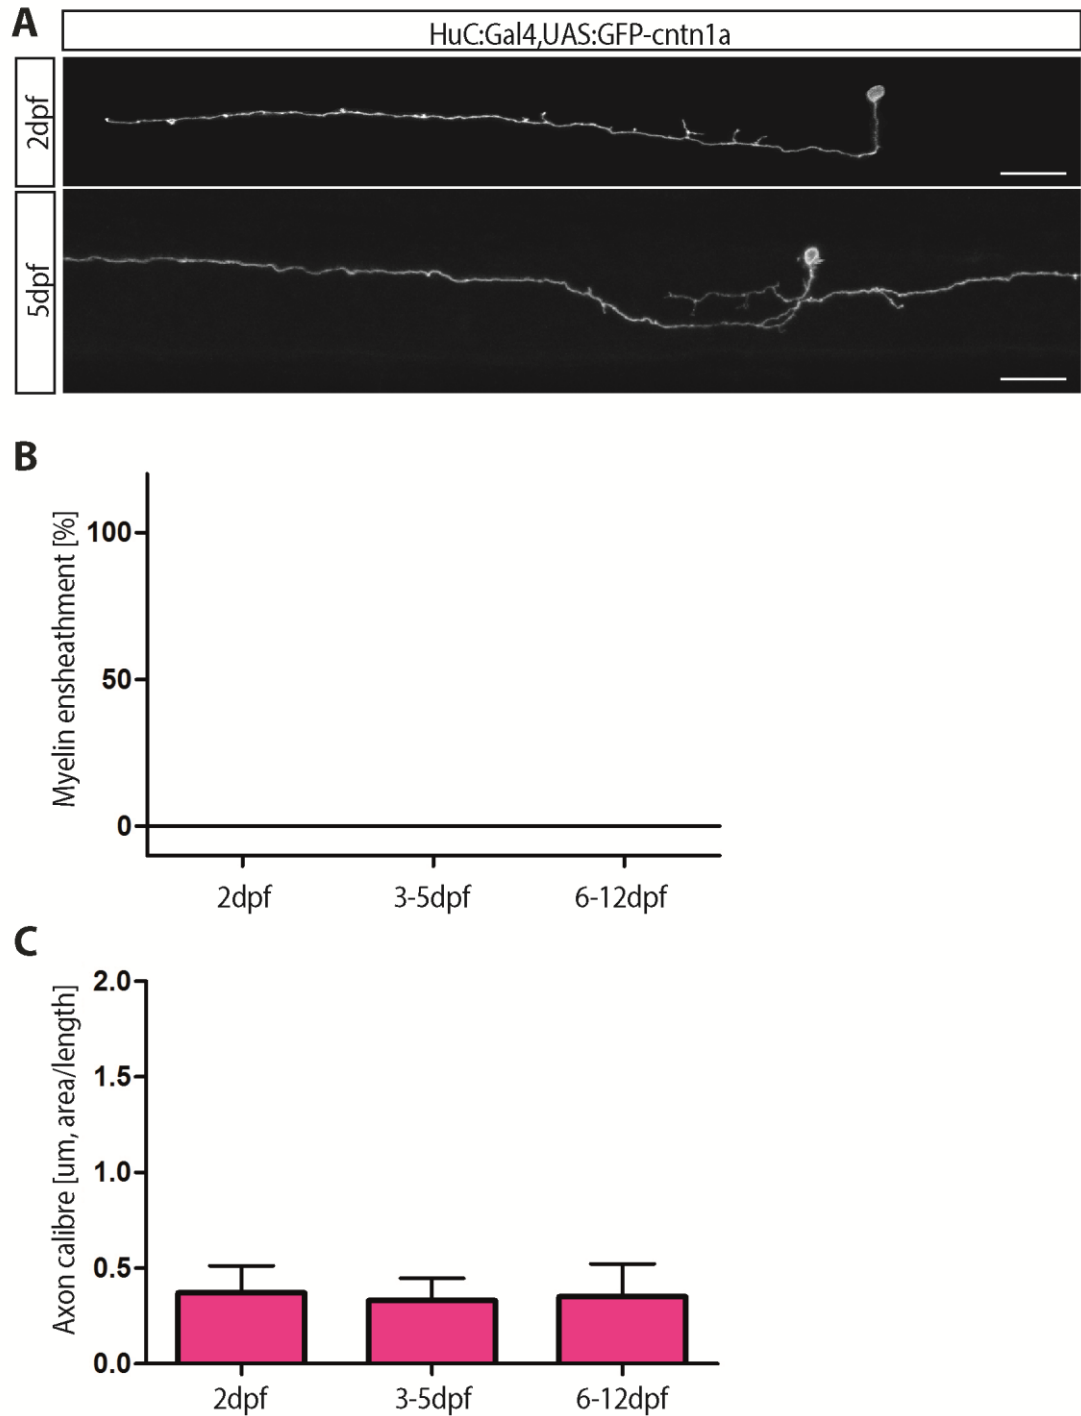 A
HuC:Gal4,UAS:GFP-cntn1a
2dpf
5dpf
B
Myelin ensheathment [%]
100
50
0
2dpf 3-5dpf 6-12dpf
C
Axon calibre [um, area/length]
2.0
1.5
1.0
0.5
0.0
2dpf 3-5dpf 6-12dpf